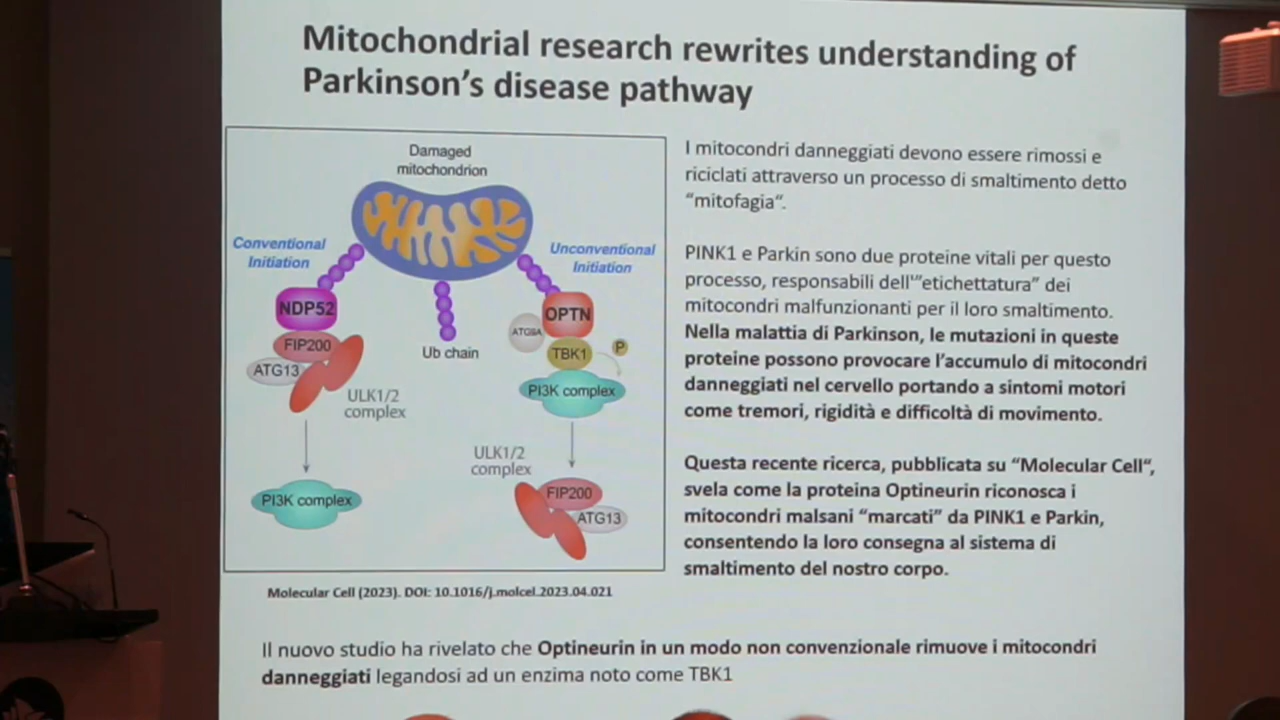 Mitochondrial research rewrites understanding of
Parkinson's disease pathway
Damaged
mitochondrion
Conventional
Initiation
Unconventional
Initiation
NDP52
FIP200
ATG13
ULK1/2
complex
PI3K complex
Ub chain
OPTN
ATG9A
TBK1
P
PI3K complex
ULK1/2
complex
FIP200
ATG13
Molecular Cell (2023). DOI: 10.1016/j.molcel.2023.04.021
I mitocondri danneggiati devono essere rimossi e
riciclati attraverso un processo di smaltimento detto
"mitofagia".
PINK1 e Parkin sono due proteine vitali per questo
processo, responsabili dell'"etichettatura" dei
mitocondri malfunzionanti per il loro smaltimento.
Nella malattia di Parkinson, le mutazioni in queste
proteine possono provocare l'accumulo di mitocondri
danneggiati nel cervello portando a sintomi motori
come tremori, rigidità e difficoltà di movimento.
Questa recente ricerca, pubblicata su "Molecular Cell",
svela come la proteina Optineurin riconosca i
mitocondri malsani "marcati" da PINK1 e Parkin,
consentendo la loro consegna al sistema di
smaltimento del nostro corpo.
Il nuovo studio ha rivelato che Optineurin in un modo non convenzionale rimuove i mitocondri
danneggiati legandosi ad un enzima noto come TBK1